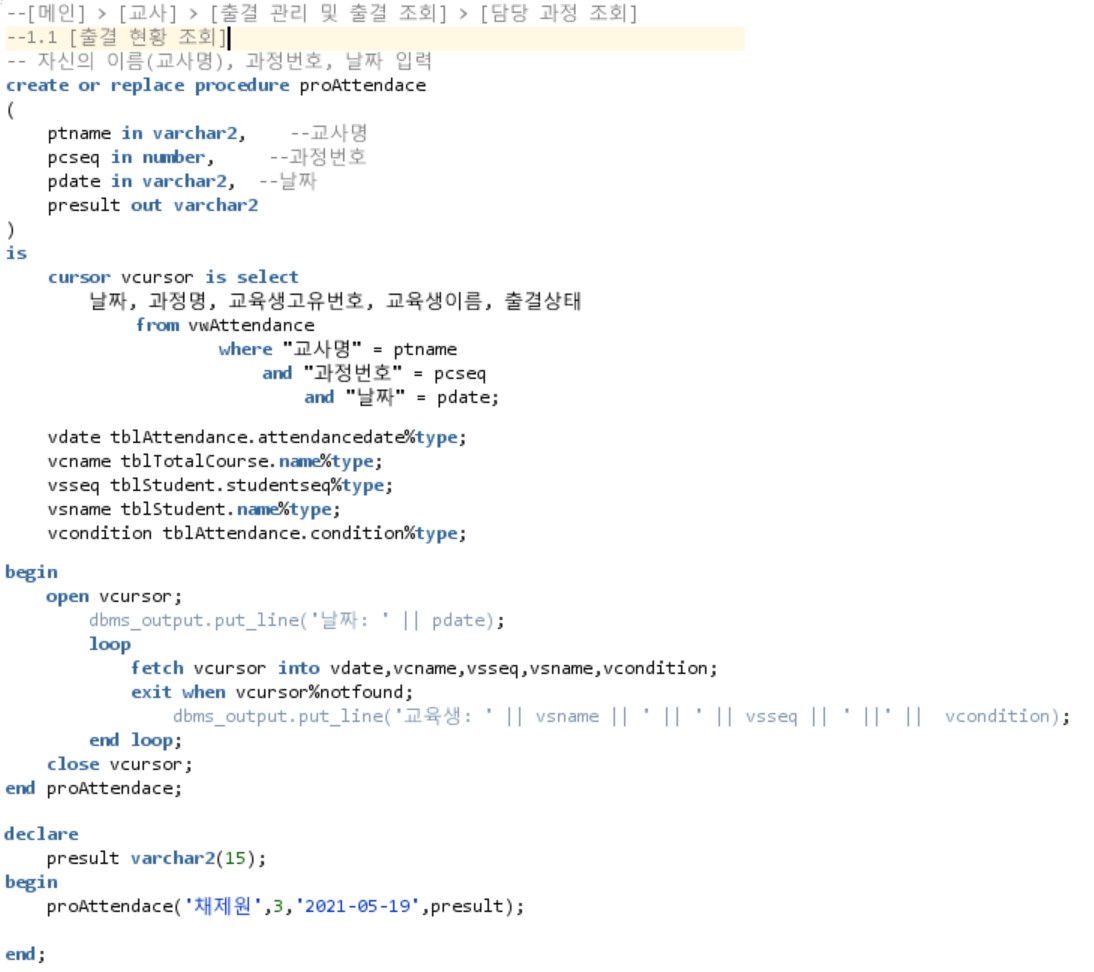 --[메인] > [교사] > [출결 관리 및 출결 조회] > [담당 과정 조회]
--1.1 [출결 현황 조회]
-- 자신의 이름(교사명), 과정번호, 날짜 입력
create or replace procedure proAttendace
(
    ptname in varchar2,    --교사명
    pcseq in number,     --과정번호
    pdate in varchar2,  --날짜
    presult out varchar2
)
is
    cursor vcursor is select
        날짜, 과정명, 교육생고유번호, 교육생이름, 출결상태
            from vwAttendance
                    where "교사명" = ptname
                        and "과정번호" = pcseq
                            and "날짜" = pdate;
    vdate tblAttendance.attendancedate%type;
    vcname tblTotalCourse.name%type;
    vsseq tblStudent.studentseq%type;
    vsname tblStudent.name%type;
    vcondition tblAttendance.condition%type;
begin
    open vcursor;
        dbms_output.put_line('날짜: ' || pdate);
        loop
            fetch vcursor into vdate,vcname,vsseq,vsname,vcondition;
            exit when vcursor%notfound;
                dbms_output.put_line('교육생: ' || vsname || ' || ' || vsseq || ' ||' ||  vcondition);
        end loop;
    close vcursor;
end proAttendace;
declare
    presult varchar2(15);
begin
    proAttendace('채제원',3,'2021-05-19',presult);
end;